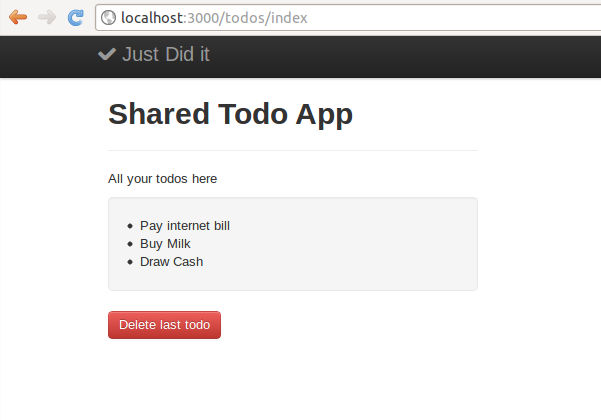 localhost:3000/todos/index
Just Did it
Shared Todo App
All your todos here
Pay internet bill
Buy Milk
Draw Cash
Delete last todo